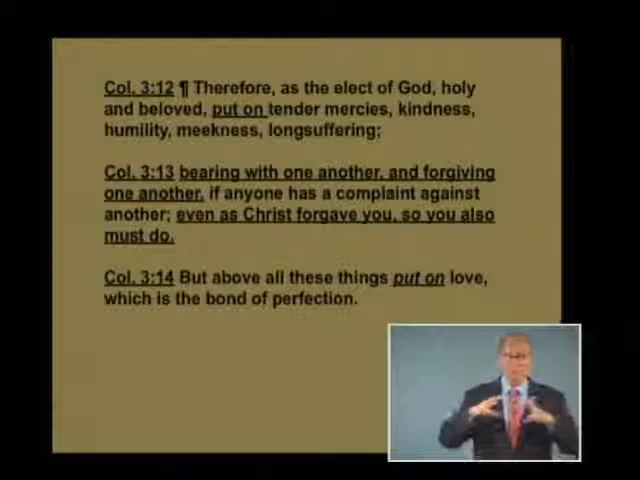 Col. 3:12 ¶ Therefore, as the elect of God, holy
and beloved, put on tender mercies, kindness,
humility, meekness, longsuffering;
Col. 3:13 bearing with one another, and forgiving
one another, if anyone has a complaint against
another; even as Christ forgave you, so you also
must do.
Col. 3:14 But above all these things put on love,
which is the bond of perfection.